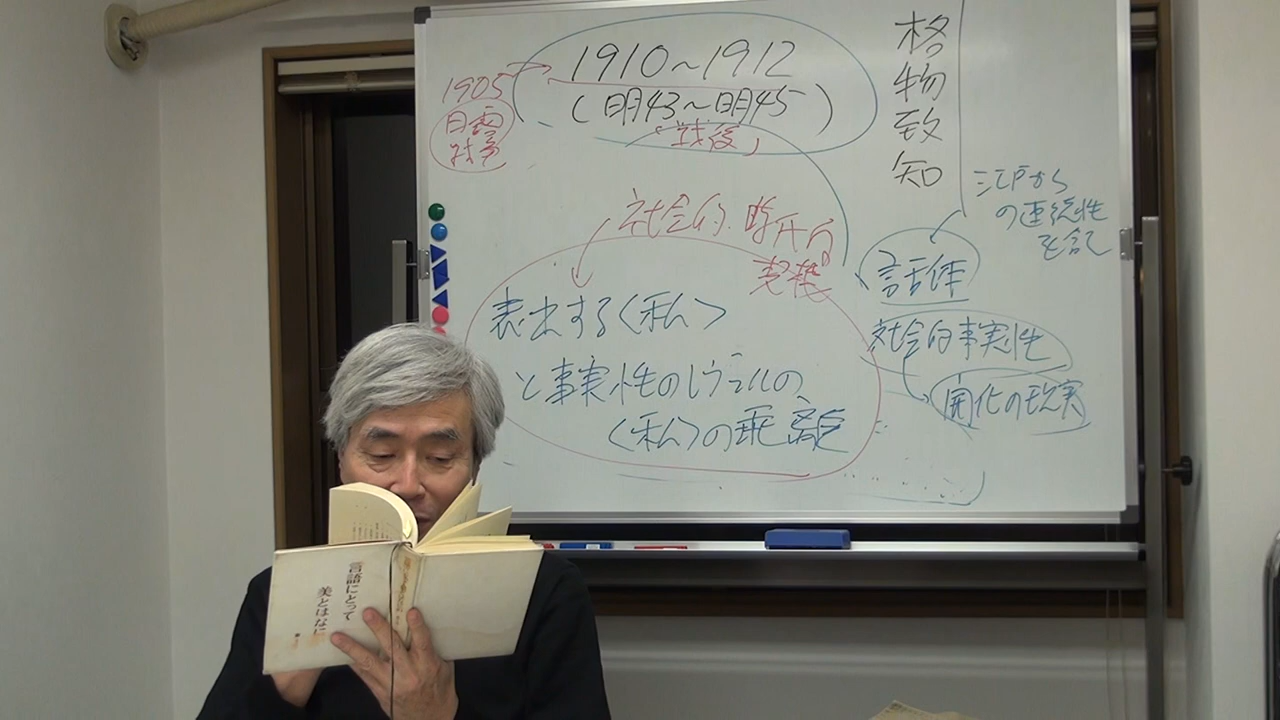 1910～1912
(明43～明45)
「戦後」
1905
日露
戦争
格
物
致
知
江戸から
の連続性
を含む
社会的、時代的
契機
話体
社会的事実性
開化の現実
表出する〈私〉
と事実性のレヴェルの、
〈私〉の乖離
言語にとって
美とはなに